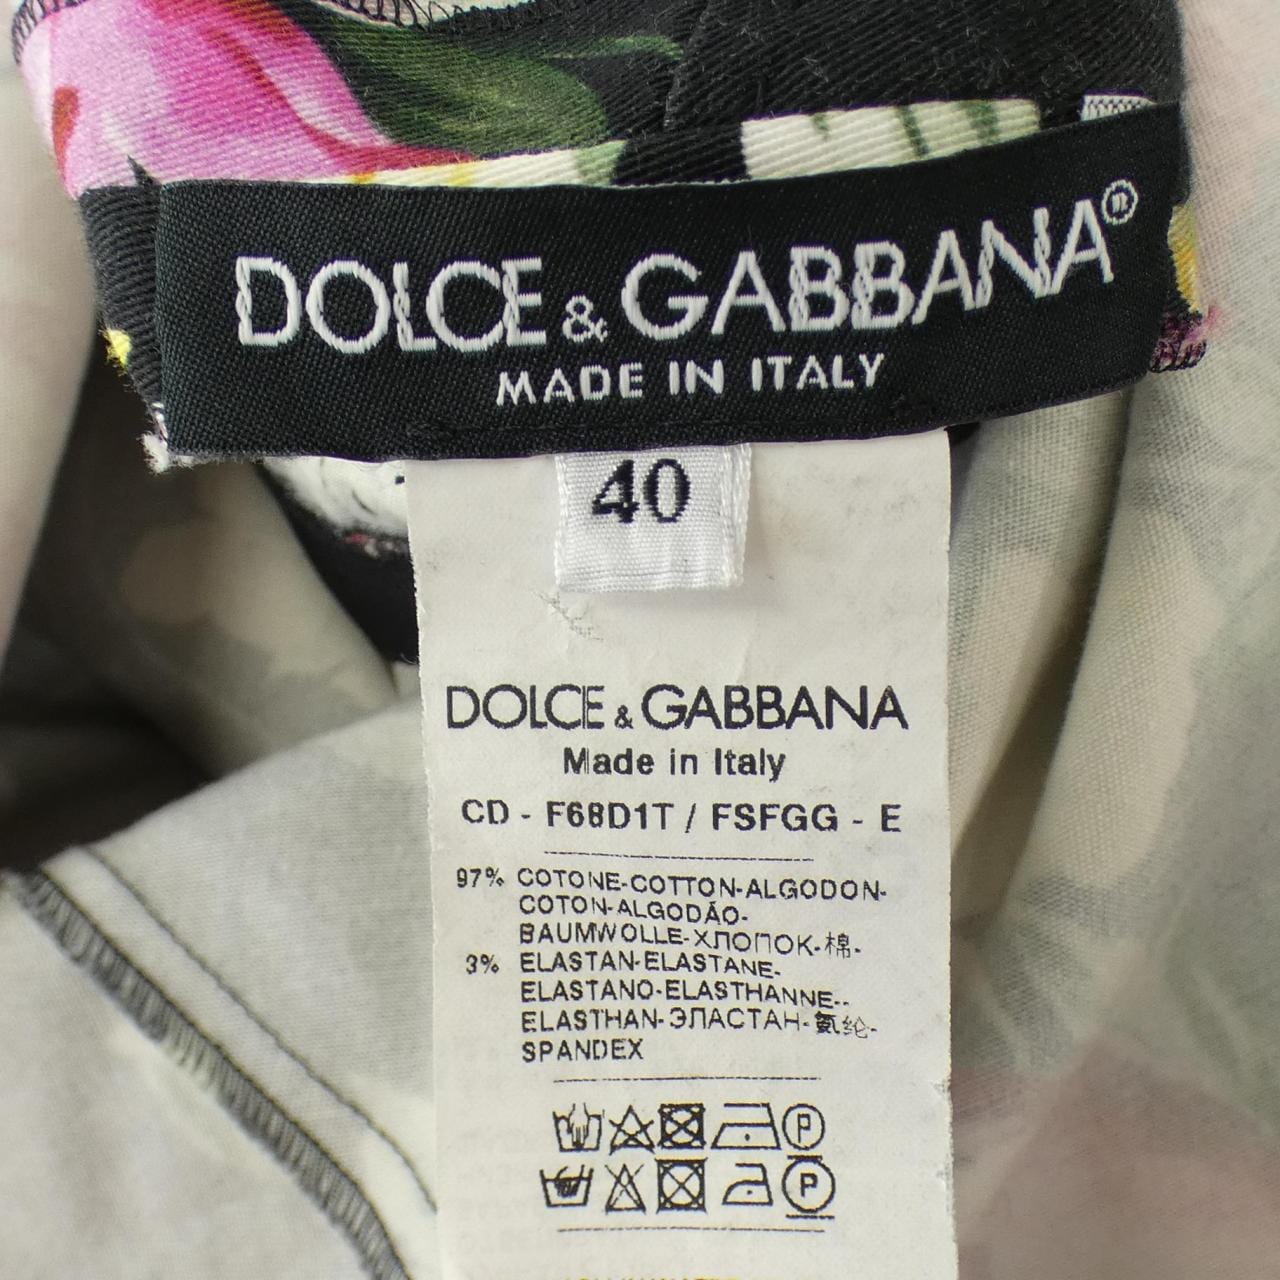 DOLCE & GABBANA®
MADE IN ITALY
40
DOLCE & GABBANA
Made in Italy
CD - F68D1T / FSFGG - E
97% COTONE-COTTON-ALGODON-
COTON-ALGODÃO-
BAUMWOLLE-ХЛОПОК-棉-
3% ELASTAN-ELASTANE-
ELASTANO-ELASTHANNE--
ELASTHAN-ЭЛАСТАН-氨纶-
SPANDEX
P
P